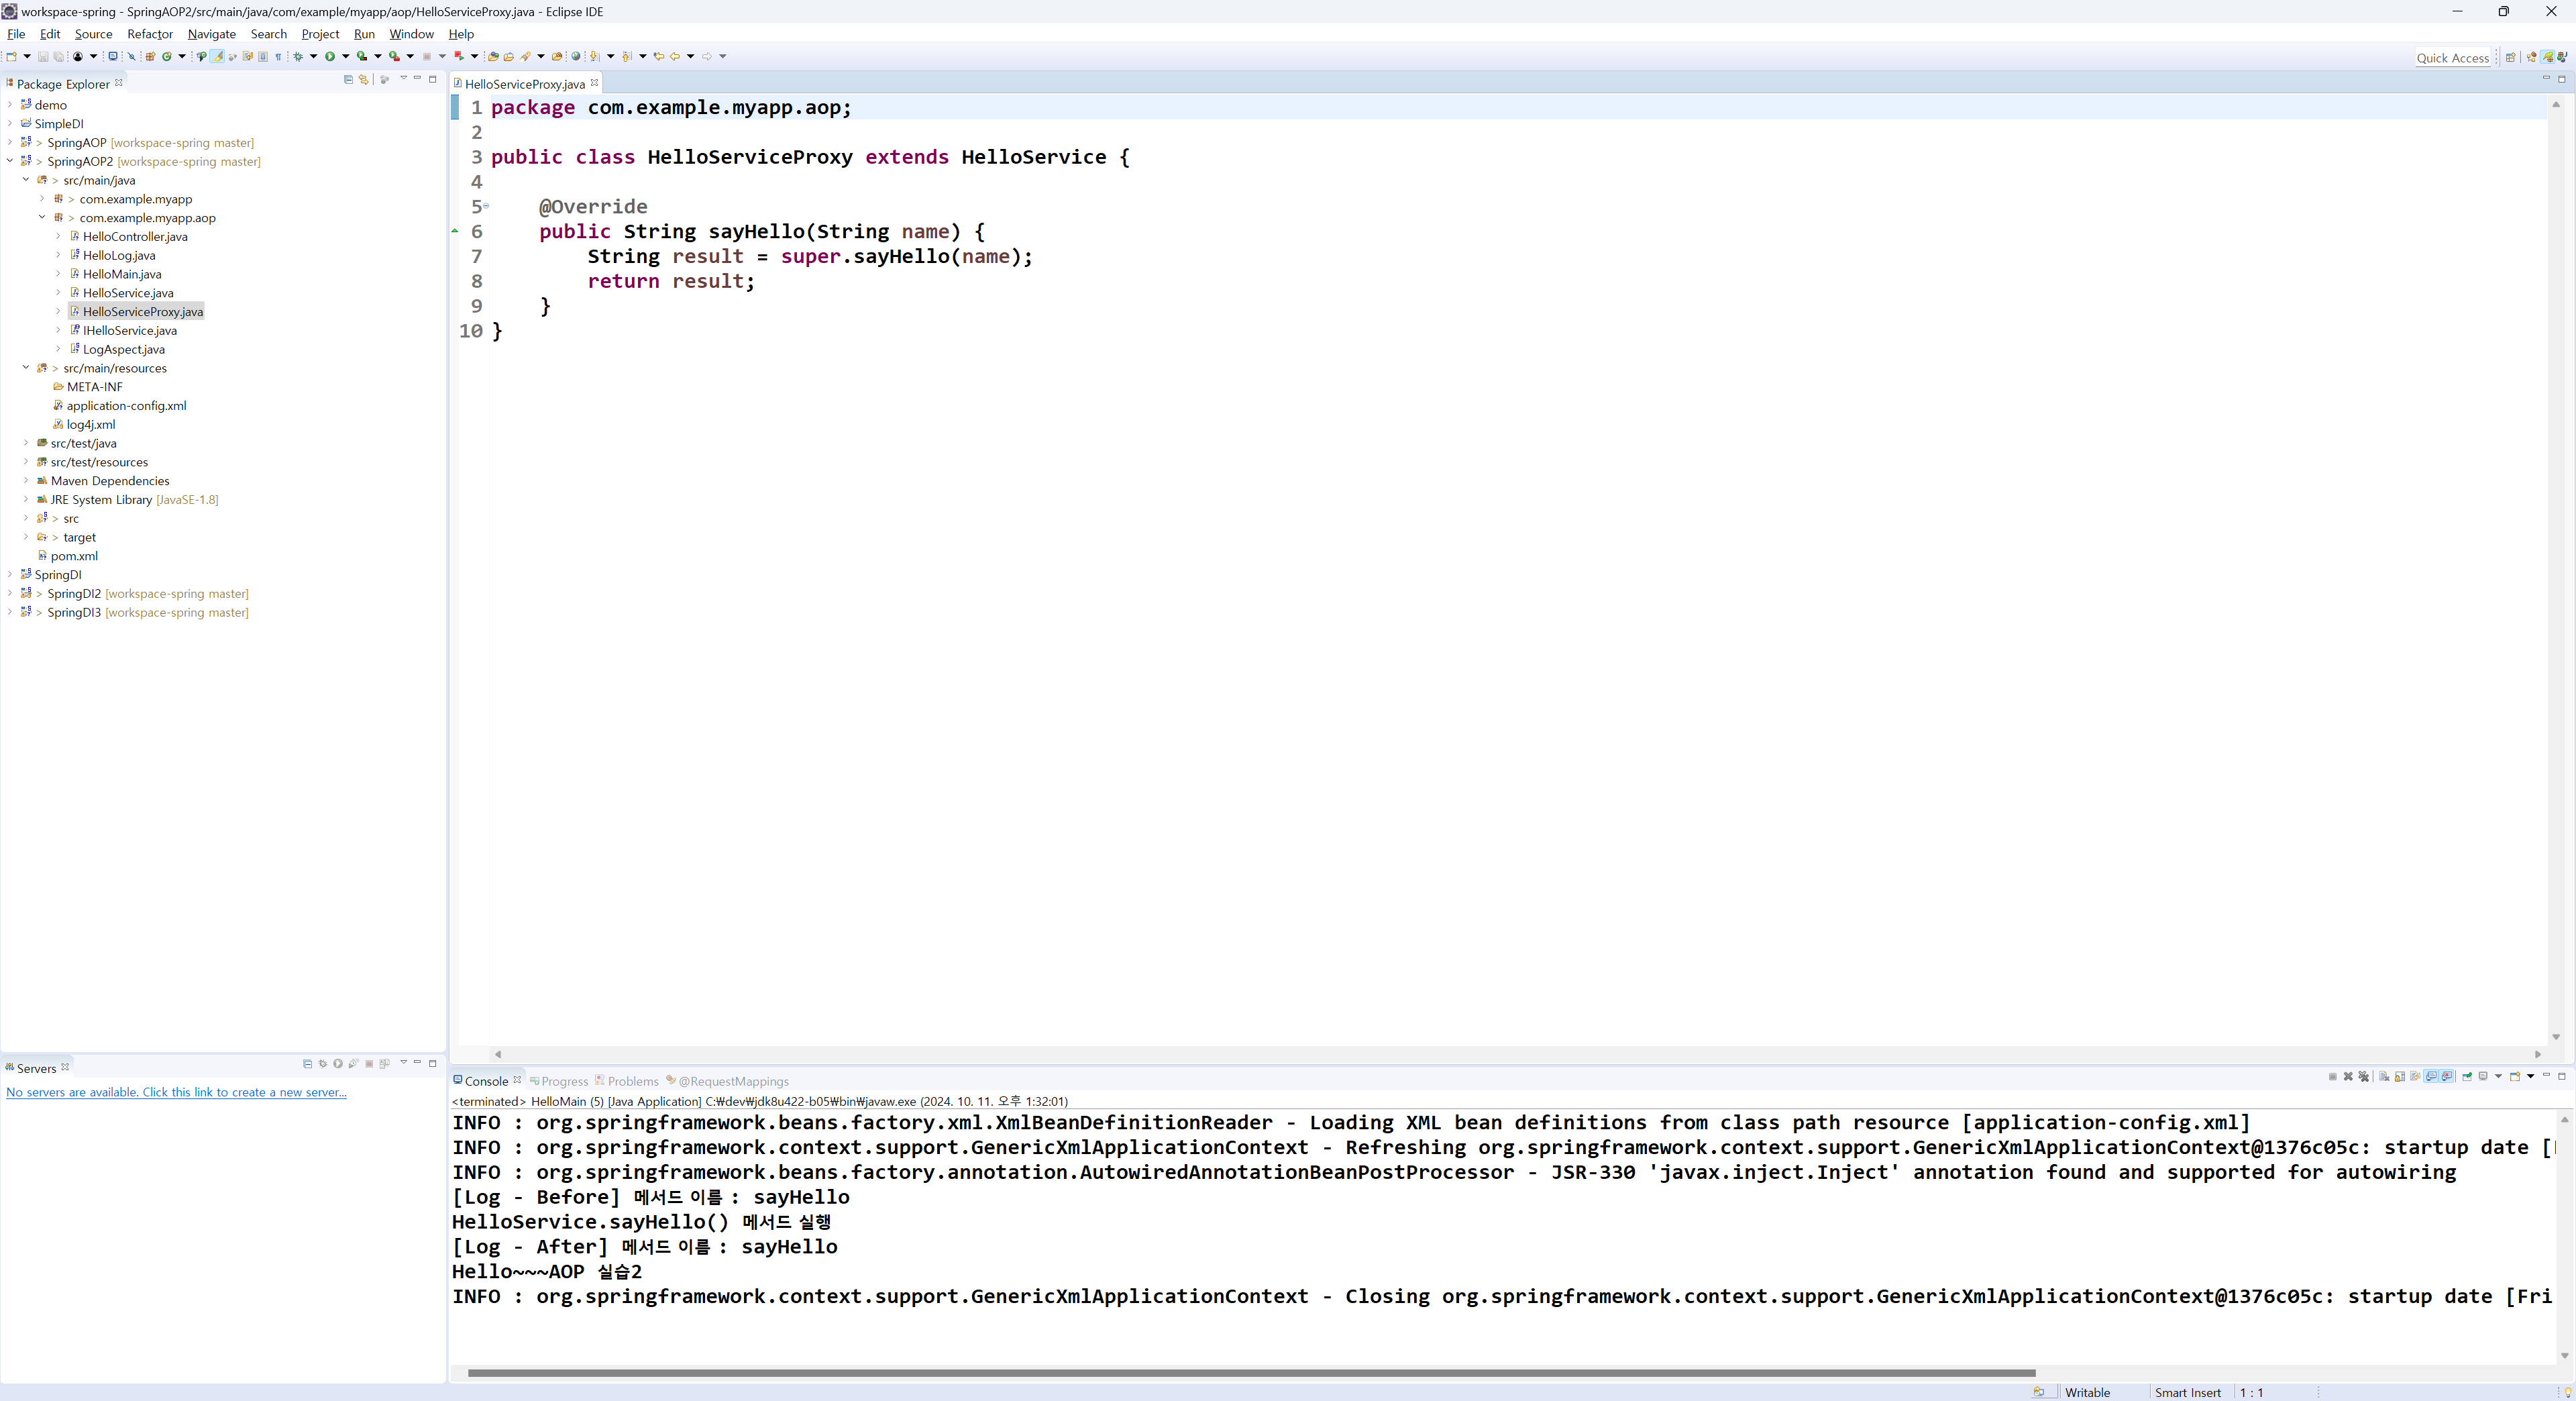 workspace-spring - SpringAOP2/src/main/java/com/example/myapp/aop/HelloServiceProxy.java - Eclipse IDE
File Edit Source Refactor Navigate Search Project Run Window Help
Quick Access
Package Explorer
demo
SimpleDI
> SpringAOP [workspace-spring master]
> SpringAOP2 [workspace-spring master]
> src/main/java
> com.example.myapp
> com.example.myapp.aop
HelloController.java
HelloLog.java
HelloMain.java
HelloService.java
HelloServiceProxy.java
IHelloService.java
LogAspect.java
> src/main/resources
META-INF
application-config.xml
log4j.xml
src/test/java
src/test/resources
Maven Dependencies
JRE System Library [JavaSE-1.8]
> src
> target
pom.xml
SpringDI
> SpringDI2 [workspace-spring master]
> SpringDI3 [workspace-spring master]
HelloServiceProxy.java
1 package com.example.myapp.aop;
2
3 public class HelloServiceProxy extends HelloService {
4
5 @Override
6 public String sayHello(String name) {
7 String result = super.sayHello(name);
8 return result;
9 }
10 }
Servers
No servers are available. Click this link to create a new server...
Console Progress Problems @RequestMappings
<terminated> HelloMain (5) [Java Application] C:₩dev₩jdk8u422-b05₩bin₩javaw.exe (2024. 10. 11. 오후 1:32:01)
INFO : org.springframework.beans.factory.xml.XmlBeanDefinitionReader - Loading XML bean definitions from class path resource [application-config.xml]
INFO : org.springframework.context.support.GenericXmlApplicationContext - Refreshing org.springframework.context.support.GenericXmlApplicationContext@1376c05c: startup date [
INFO : org.springframework.beans.factory.annotation.AutowiredAnnotationBeanPostProcessor - JSR-330 'javax.inject.Inject' annotation found and supported for autowiring
[Log - Before] 메서드 이름 : sayHello
HelloService.sayHello() 메서드 실행
[Log - After] 메서드 이름 : sayHello
Hello~~~AOP 실습2
INFO : org.springframework.context.support.GenericXmlApplicationContext - Closing org.springframework.context.support.GenericXmlApplicationContext@1376c05c: startup date [Fri
Writable Smart Insert 1 : 1